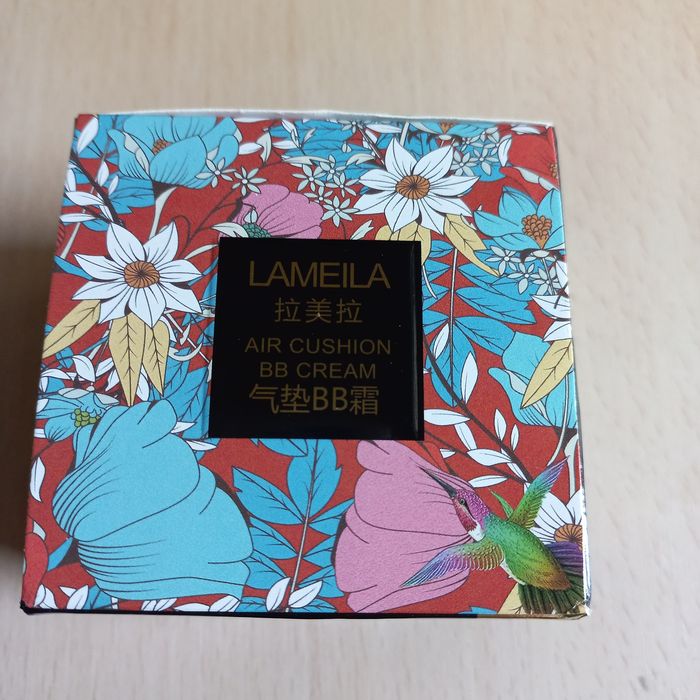 LAMEILA
拉美拉
AIR CUSHION
BB CREAM
气垫BB霜